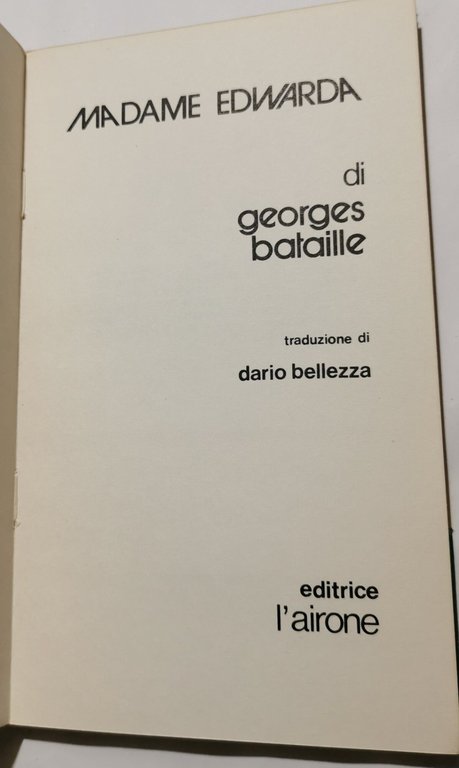 MADAME EDWARDA
di
georges
bataille
traduzione di
dario bellezza
editrice
l'airone